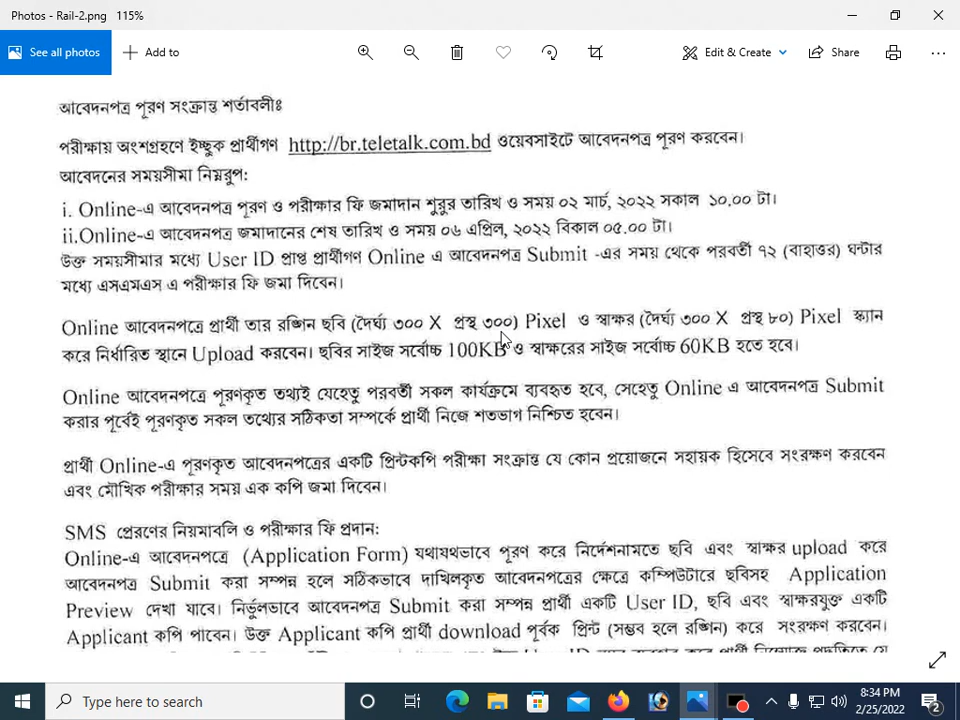 Photos - Rail-2.png 115%
See all photos
Add to
Edit & Create
Share
আবেদনপত্র পূরণ সংক্রান্ত শর্তাবলীঃ
পরীক্ষায় অংশগ্রহণে ইচ্ছুক প্রার্থীগণ http://br.teletalk.com.bd ওয়েবসাইটে আবেদনপত্র পূরণ করবেন।
আবেদনের সময়সীমা নিম্নরুপ:
i. Online-এ আবেদনপত্র পূরণ ও পরীক্ষার ফি জমাদান শুরুর তারিখ ও সময় ০২ মার্চ, ২০২২ সকাল ১০.০০ টা।
ii.Online-এ আবেদনপত্র জমাদানের শেষ তারিখ ও সময় ০৬ এপ্রিল, ২০২২ বিকাল ০৫.০০ টা।
উক্ত সময়সীমার মধ্যে User ID প্রাপ্ত প্রার্থীগণ Online এ আবেদনপত্র Submit -এর সময় থেকে পরবর্তী ৭২ (বাহাত্তর) ঘন্টার
মধ্যে এসএমএস এ পরীক্ষার ফি জমা দিবেন।
Online আবেদনপত্রে প্রার্থী তার রঙ্গিন ছবি (দৈর্ঘ্য ৩০০ X প্রস্থ ৩০০) Pixel ও স্বাক্ষর (দৈর্ঘ্য ৩০০ X প্রস্থ ৮০) Pixel স্ক্যান
করে নির্ধারিত স্থানে Upload করবেন। ছবির সাইজ সর্বোচ্চ 100KB ও স্বাক্ষরের সাইজ সর্বোচ্চ 60KB হতে হবে।
Online আবেদনপত্রে পূরণকৃত তথ্যই যেহেতু পরবর্তী সকল কার্যক্রমে ব্যবহৃত হবে, সেহেতু Online এ আবেদনপত্র Submit
করার পূর্বেই পূরণকৃত সকল তথ্যের সঠিকতা সম্পর্কে প্রার্থী নিজে শতভাগ নিশ্চিত হবেন।
প্রার্থী Online-এ পূরণকৃত আবেদনপত্রের একটি প্রিন্টকপি পরীক্ষা সংক্রান্ত যে কোন প্রয়োজনে সহায়ক হিসেবে সংরক্ষণ করবেন
এবং মৌখিক পরীক্ষার সময় এক কপি জমা দিবেন।
SMS প্রেরণের নিয়মাবলি ও পরীক্ষার ফি প্রদান:
Online-এ আবেদনপত্রে (Application Form) যথাযথভাবে পূরণ করে নির্দেশনামতে ছবি এবং স্বাক্ষর upload করে
আবেদনপত্র Submit করা সম্পন্ন হলে সঠিকভাবে দাখিলকৃত আবেদনপত্রের ক্ষেত্রে কম্পিউটারে ছবিসহ Application
Preview দেখা যাবে। নির্ভুলভাবে আবেদনপত্র Submit করা সম্পন্ন প্রার্থী একটি User ID, ছবি এবং স্বাক্ষরযুক্ত একটি
Applicant কপি পাবেন। উক্ত Applicant কপি প্রার্থী download পূর্বক প্রিন্ট (সম্ভব হলে রঙ্গিন) করে সংরক্ষণ করবেন।
Type here to search
8:34 PM
2/25/2022
2